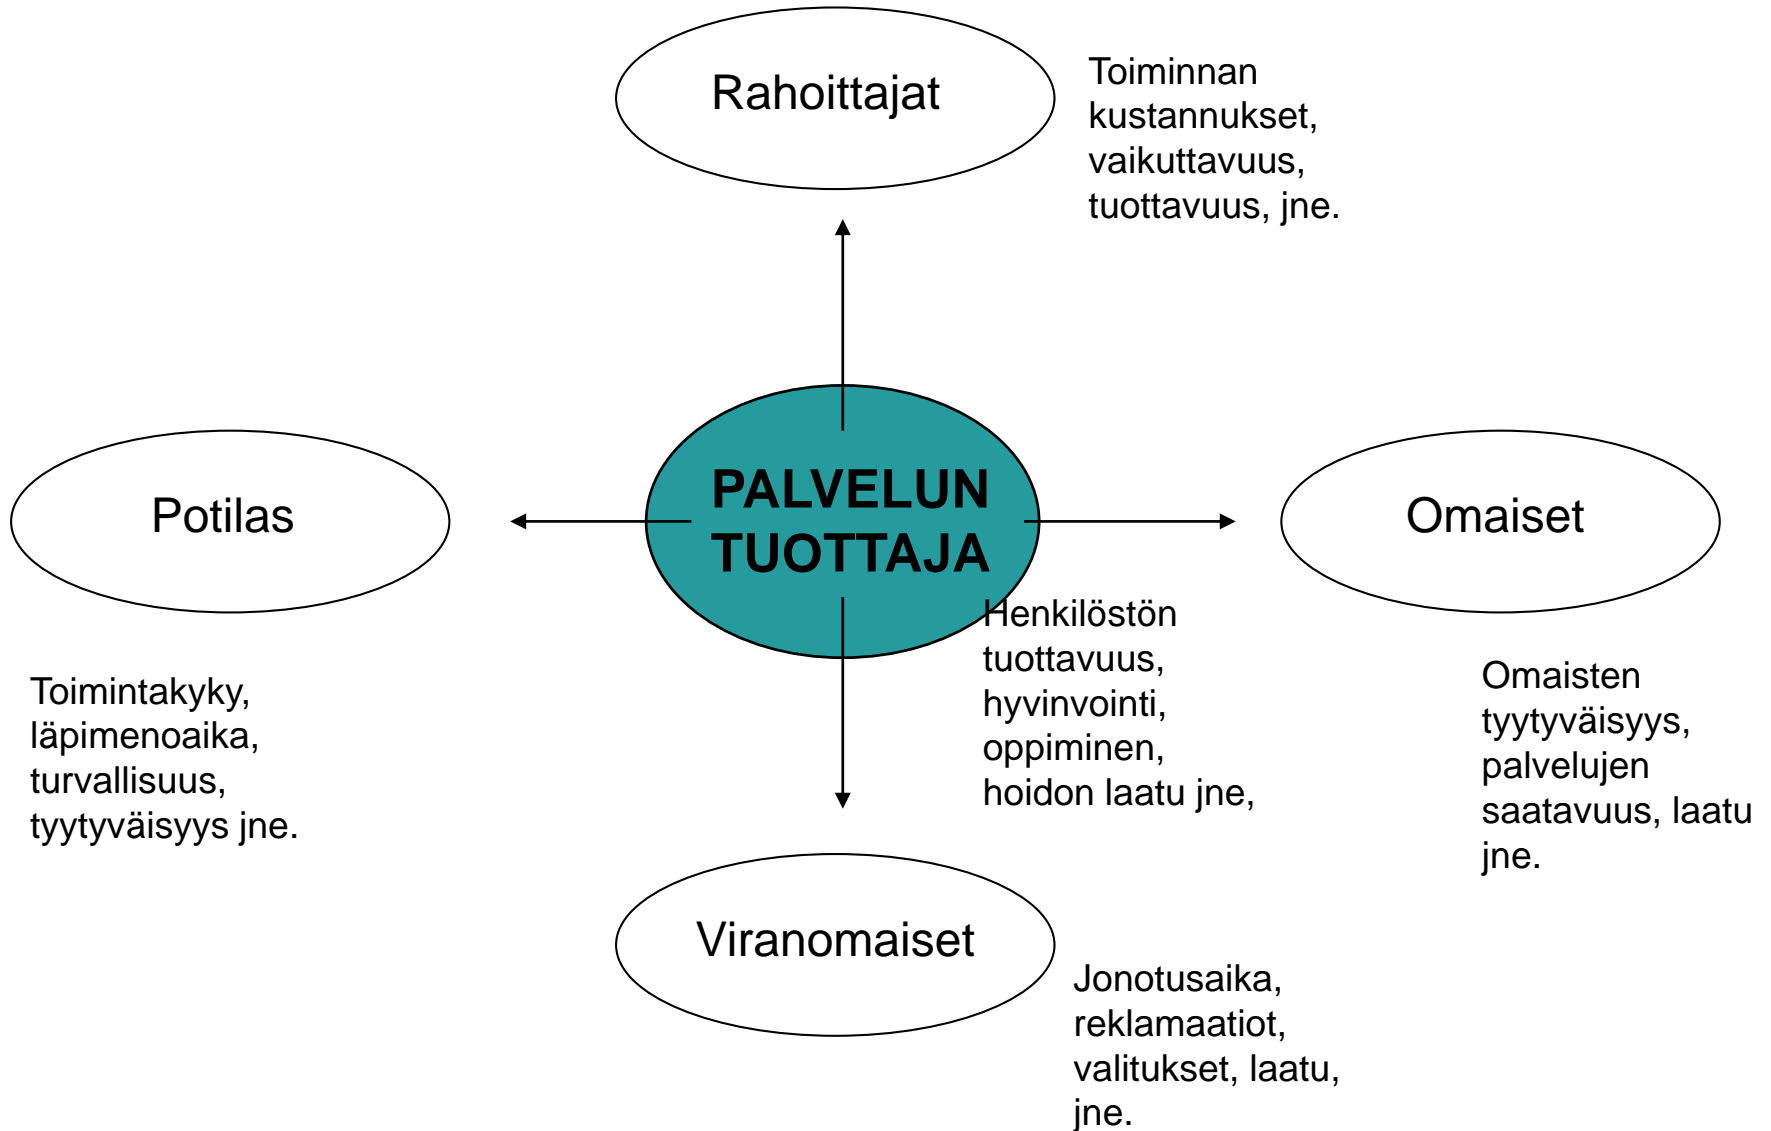 Rahoittajat
Toiminnan
kustannukset,
vaikuttavuus,
tuottavuus, jne.
Potilas
PALVELUN
TUOTTAJA
Omaiset
Toimintakyky,
läpimenoaika,
turvallisuus,
tyytyväisyys jne.
Henkilöstön
tuottavuus,
hyvinvointi,
oppiminen,
hoidon laatu jne,
Omaisten
tyytyväisyys,
palvelujen
saatavuus, laatu
jne.
Viranomaiset
Jonotusaika,
reklamaatiot,
valitukset, laatu,
jne.